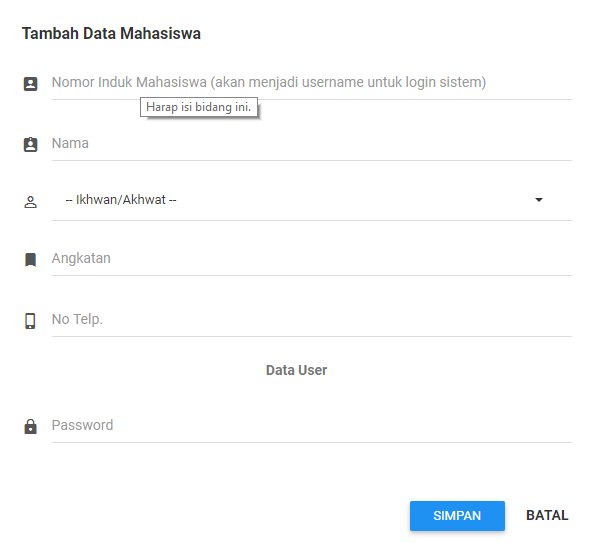 Tambah Data Mahasiswa
Nomor Induk Mahasiswa (akan menjadi username untuk login sistem)
Harap isi bidang ini.
Nama
-- Ikhwan/Akhwat --
Angkatan
No Telp.
Data User
Password
SIMPAN BATAL